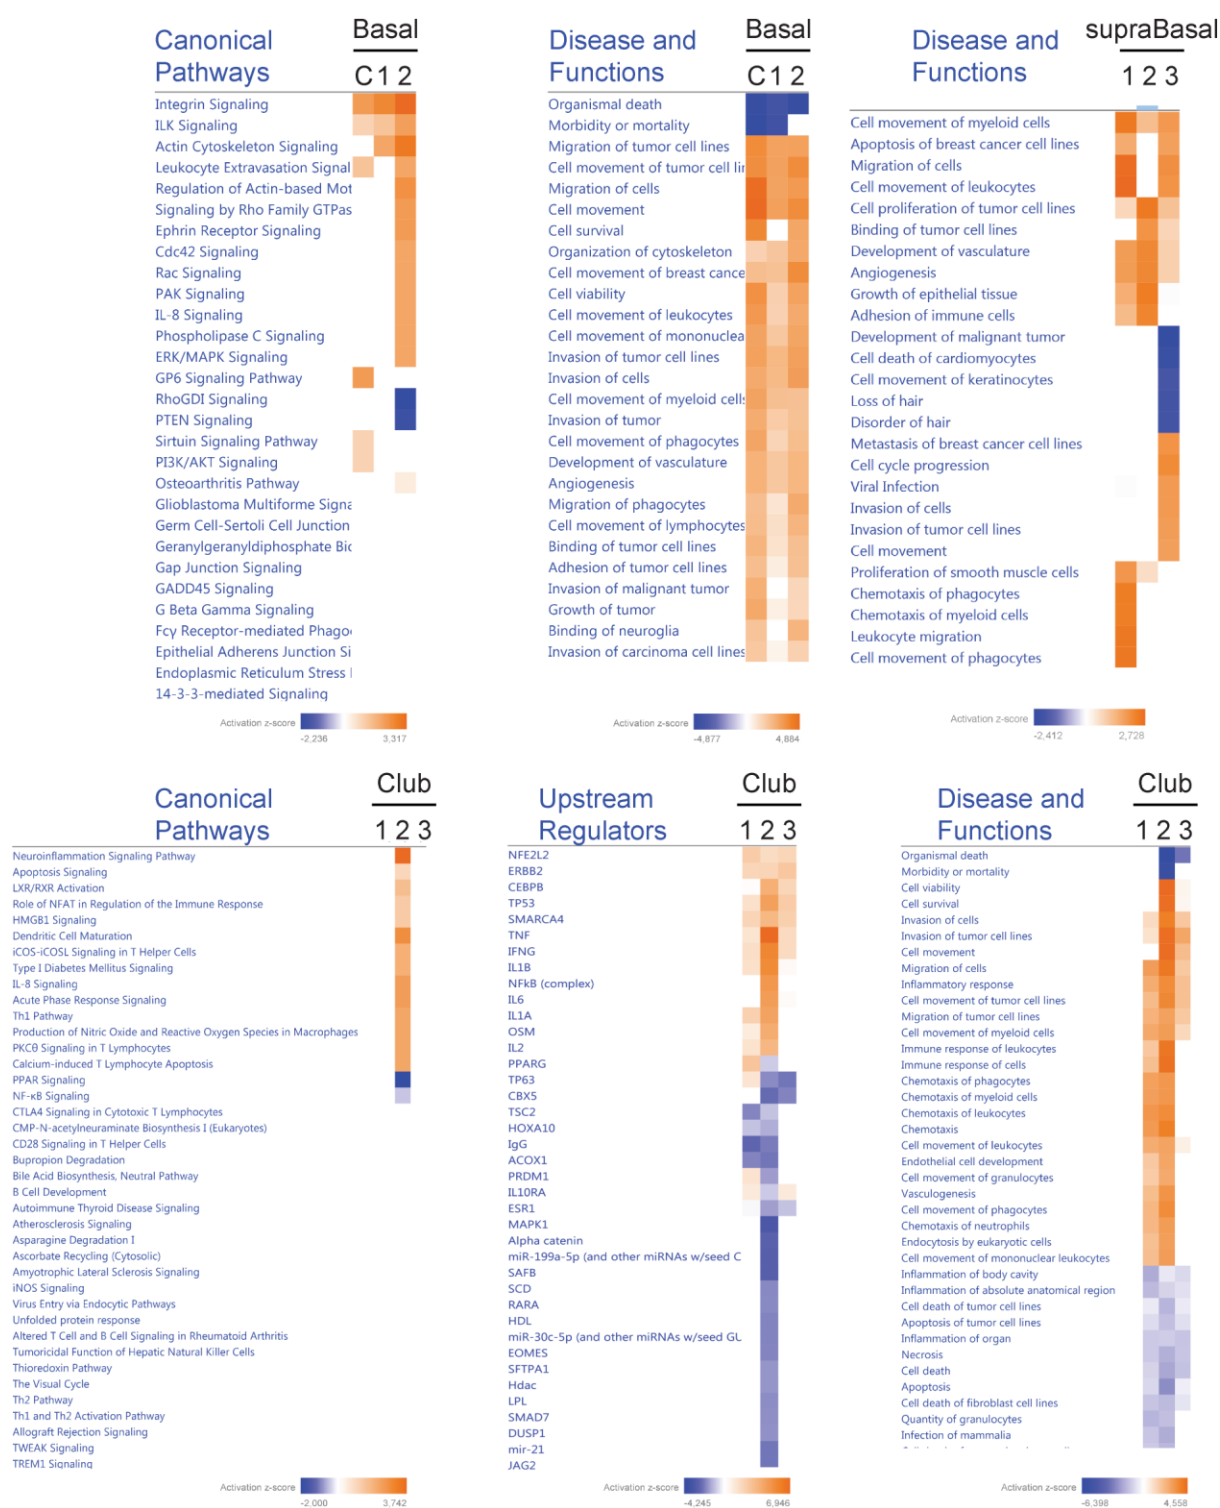 Canonical
Pathways
Basal
C 1 2
Integrin Signaling
ILK Signaling
Actin Cytoskeleton Signaling
Leukocyte Extravasation Signal
Regulation of Actin-based Mot
Signaling by Rho Family GTPas
Ephrin Receptor Signaling
Cdc42 Signaling
Rac Signaling
PAK Signaling
IL-8 Signaling
Phospholipase C Signaling
ERK/MAPK Signaling
GP6 Signaling Pathway
RhoGDI Signaling
PTEN Signaling
Sirtuin Signaling Pathway
PI3K/AKT Signaling
Osteoarthritis Pathway
Glioblastoma Multiforme Signa
Germ Cell-Sertoli Cell Junction
Geranylgeranyldiphosphate Bio
Gap Junction Signaling
GADD45 Signaling
G Beta Gamma Signaling
Fcγ Receptor-mediated Phago
Epithelial Adherens Junction Si
Endoplasmic Reticulum Stress
14-3-3-mediated Signaling
Activation z-score
-2,236 3,317
Disease and
Functions
Basal
C 1 2
Organismal death
Morbidity or mortality
Migration of tumor cell lines
Cell movement of tumor cell lin
Migration of cells
Cell movement
Cell survival
Organization of cytoskeleton
Cell movement of breast cance
Cell viability
Cell movement of leukocytes
Cell movement of mononuclea
Invasion of tumor cell lines
Invasion of cells
Cell movement of myeloid cells
Invasion of tumor
Cell movement of phagocytes
Development of vasculature
Angiogenesis
Migration of phagocytes
Cell movement of lymphocytes
Binding of tumor cell lines
Adhesion of tumor cell lines
Invasion of malignant tumor
Growth of tumor
Binding of neuroglia
Invasion of carcinoma cell lines
Activation z-score
-4,877 4,884
Disease and
Functions
supraBasal
1 2 3
Cell movement of myeloid cells
Apoptosis of breast cancer cell lines
Migration of cells
Cell movement of leukocytes
Cell proliferation of tumor cell lines
Binding of tumor cell lines
Development of vasculature
Angiogenesis
Growth of epithelial tissue
Adhesion of immune cells
Development of malignant tumor
Cell death of cardiomyocytes
Cell movement of keratinocytes
Loss of hair
Disorder of hair
Metastasis of breast cancer cell lines
Cell cycle progression
Viral Infection
Invasion of cells
Invasion of tumor cell lines
Cell movement
Proliferation of smooth muscle cells
Chemotaxis of phagocytes
Chemotaxis of myeloid cells
Leukocyte migration
Cell movement of phagocytes
Activation z-score
-2,412 2,728
Canonical
Pathways
Club
1 2 3
Neuroinflammation Signaling Pathway
Apoptosis Signaling
LXR/RXR Activation
Role of NFAT in Regulation of the Immune Response
HMGB1 Signaling
Dendritic Cell Maturation
iCOS-iCOSL Signaling in T Helper Cells
Type I Diabetes Mellitus Signaling
IL-8 Signaling
Acute Phase Response Signaling
Th1 Pathway
Production of Nitric Oxide and Reactive Oxygen Species in Macrophages
PKCθ Signaling in T Lymphocytes
Calcium-induced T Lymphocyte Apoptosis
PPAR Signaling
NF-κB Signaling
CTLA4 Signaling in Cytotoxic T Lymphocytes
CMP-N-acetylneuraminate Biosynthesis I (Eukaryotes)
CD28 Signaling in T Helper Cells
Bupropion Degradation
Bile Acid Biosynthesis, Neutral Pathway
B Cell Development
Autoimmune Thyroid Disease Signaling
Atherosclerosis Signaling
Asparagine Degradation I
Ascorbate Recycling (Cytosolic)
Amyotrophic Lateral Sclerosis Signaling
iNOS Signaling
Virus Entry via Endocytic Pathways
Unfolded protein response
Altered T Cell and B Cell Signaling in Rheumatoid Arthritis
Tumoricidal Function of Hepatic Natural Killer Cells
Thioredoxin Pathway
The Visual Cycle
Th2 Pathway
Th1 and Th2 Activation Pathway
Allograft Rejection Signaling
TWEAK Signaling
TREM1 Signaling
Activation z-score
-2,000 3,742
Upstream
Regulators
Club
1 2 3
NFE2L2
ERBB2
CEBPB
TP53
SMARCA4
TNF
IFNG
IL1B
NFkB (complex)
IL6
IL1A
OSM
IL2
PPARG
TP63
CBX5
TSC2
HOXA10
IgG
ACOX1
PRDM1
IL10RA
ESR1
MAPK1
Alpha catenin
miR-199a-5p (and other miRNAs w/seed C
SAFB
SCD
RARA
HDL
miR-30c-5p (and other miRNAs w/seed GU
EOMES
SFTPA1
Hdac
LPL
SMAD7
DUSP1
mir-21
JAG2
Activation z-score
-4,245 6,946
Disease and
Functions
Club
1 2 3
Organismal death
Morbidity or mortality
Cell viability
Cell survival
Invasion of cells
Invasion of tumor cell lines
Cell movement
Migration of cells
Inflammatory response
Cell movement of tumor cell lines
Migration of tumor cell lines
Cell movement of myeloid cells
Immune response of leukocytes
Immune response of cells
Chemotaxis of phagocytes
Chemotaxis of myeloid cells
Chemotaxis of leukocytes
Chemotaxis
Cell movement of leukocytes
Endothelial cell development
Cell movement of granulocytes
Vasculogenesis
Cell movement of phagocytes
Chemotaxis of neutrophils
Endocytosis by eukaryotic cells
Cell movement of mononuclear leukocytes
Inflammation of body cavity
Inflammation of absolute anatomical region
Cell death of tumor cell lines
Apoptosis of tumor cell lines
Inflammation of organ
Necrosis
Cell death
Apoptosis
Cell death of fibroblast cell lines
Quantity of granulocytes
Infection of mammalia
Activation z-score
-6,398 4,558